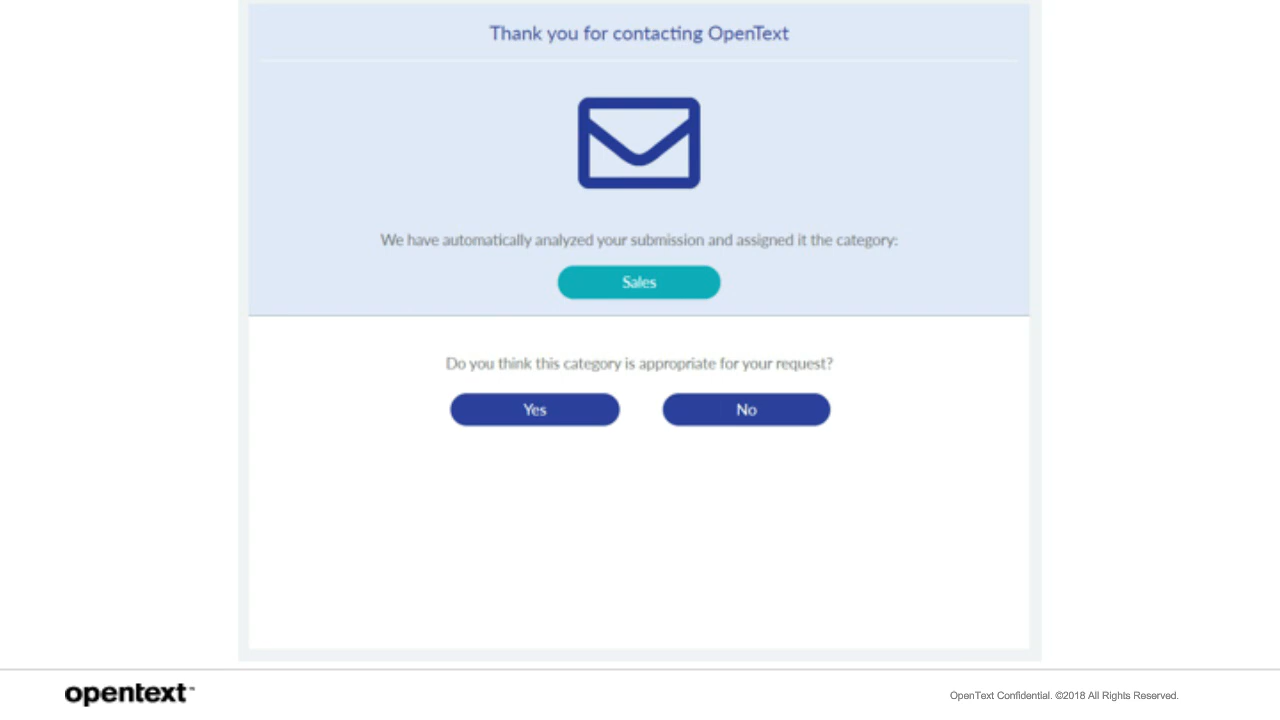 Thank you for contacting OpenText
We have automatically analyzed your submission and assigned it the category:
Sales
Do you think this category is appropriate for your request?
Yes No
opentext™ OpenText Confidential. ©2018 All Rights Reserved.